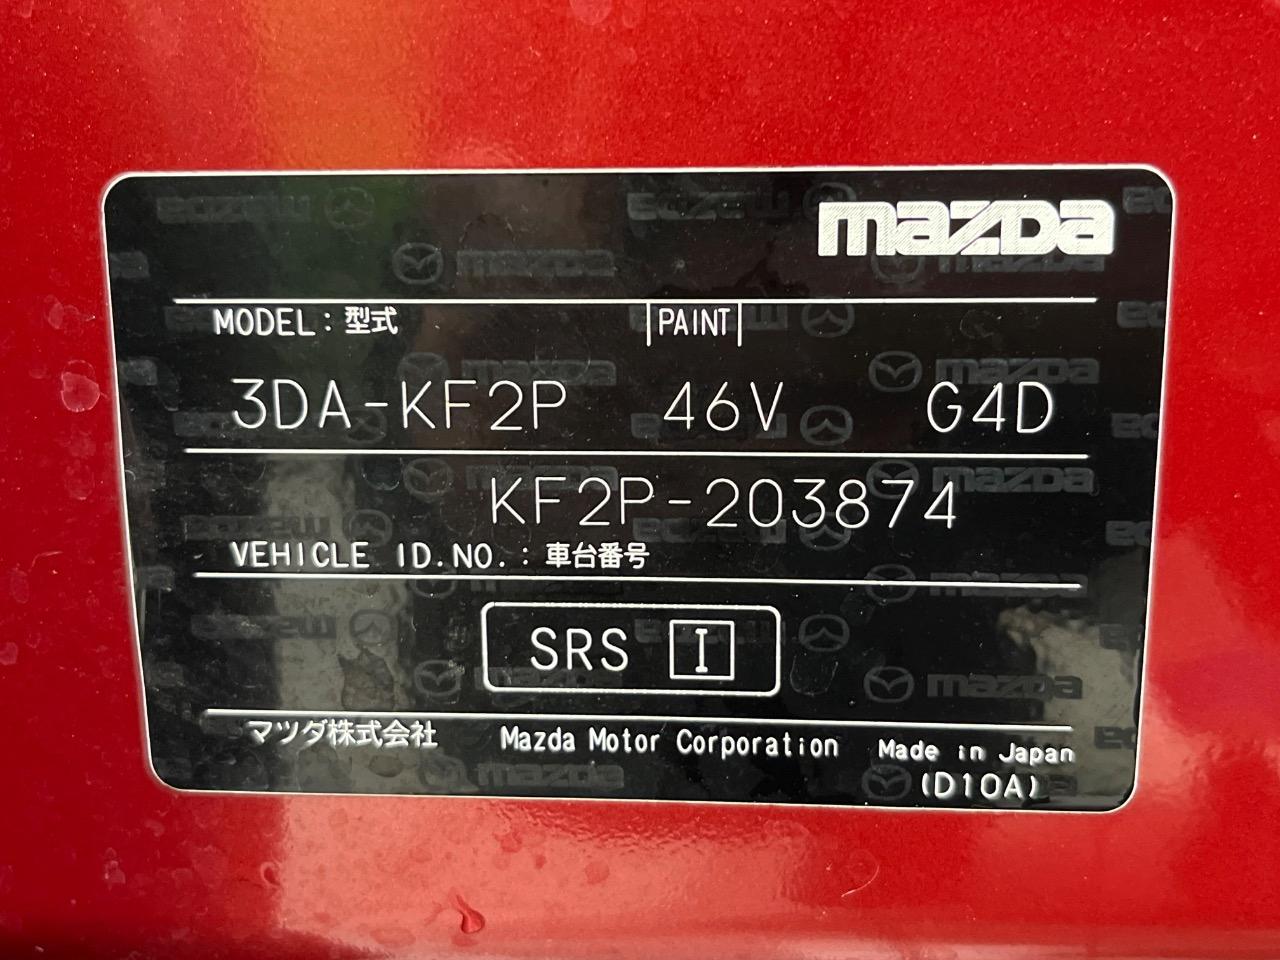 mazda
MODEL：型式 PAINT
3DA-KF2P 46V G4D
KF2P-203874
VEHICLE ID.NO.：車台番号
SRS I
マツダ株式会社 Mazda Motor Corporation Made in Japan
(D10A)